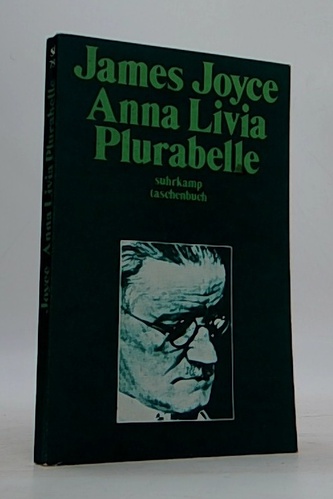 James Joyce
Anna Livia
Plurabelle
suhrkamp
taschenbuch
Joyce Anna Livia Plurabelle